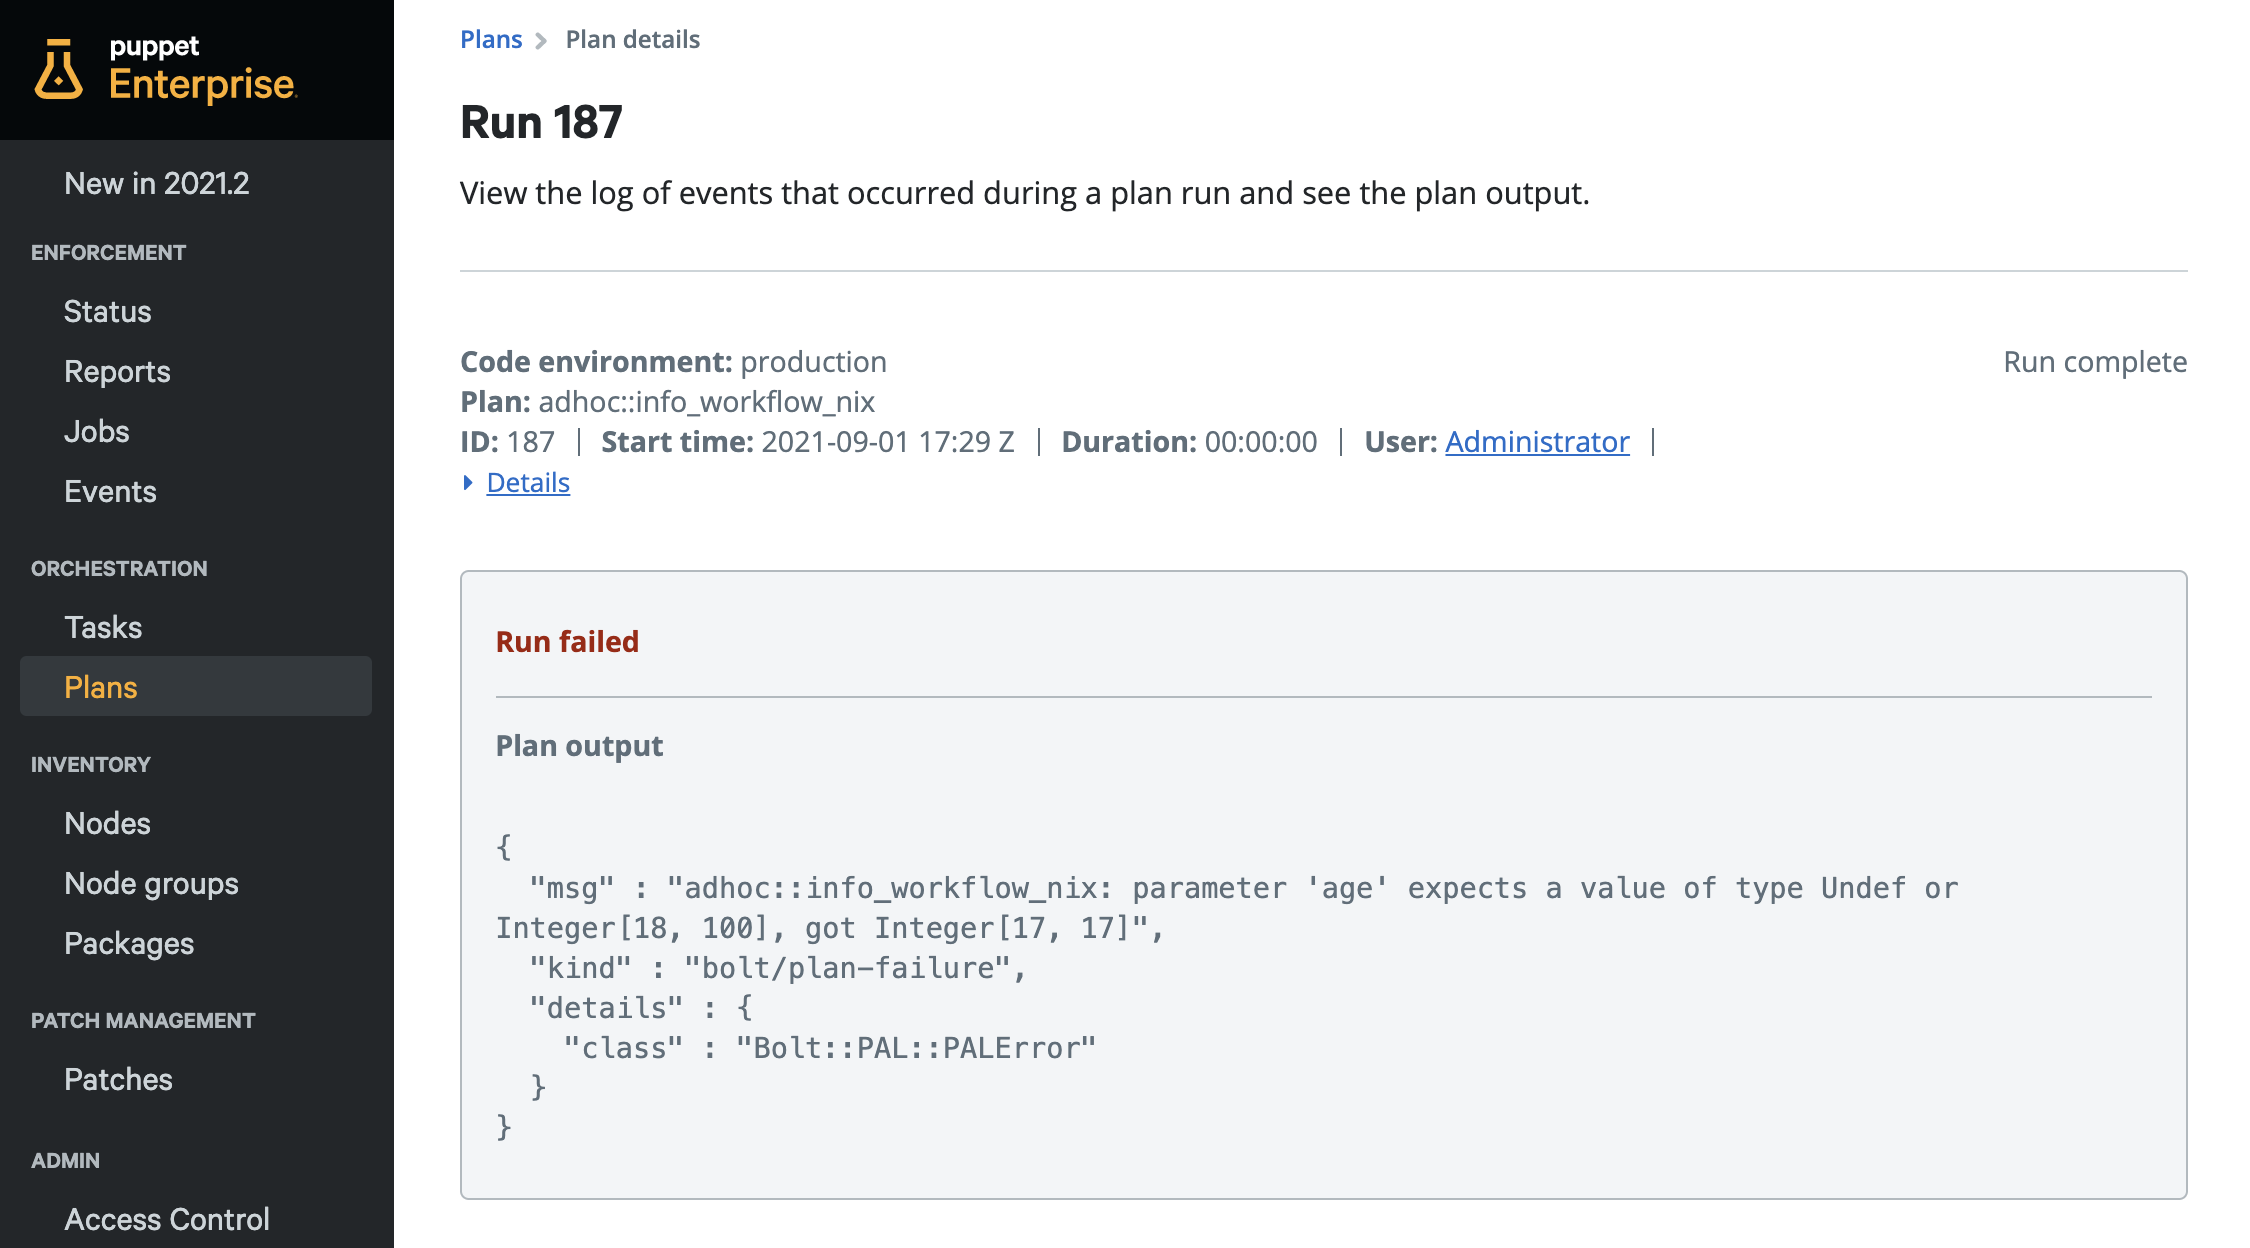 puppet
Enterprise
New in 2021.2
ENFORCEMENT
Status
Reports
Jobs
Events
ORCHESTRATION
Tasks
Plans
INVENTORY
Nodes
Node groups
Packages
PATCH MANAGEMENT
Patches
ADMIN
Access Control
Plans > Plan details
Run 187
View the log of events that occurred during a plan run and see the plan output.
Code environment: production
Run complete
Plan: adhoc::info_workflow_nix
ID: 187 | Start time: 2021-09-01 17:29 Z | Duration: 00:00:00 | User: Administrator |
Details
Run failed
Plan output
{
  "msg" : "adhoc::info_workflow_nix: parameter 'age' expects a value of type Undef or
Integer[18, 100], got Integer[17, 17]",
  "kind" : "bolt/plan-failure",
  "details" : {
    "class" : "Bolt::PAL::PALError"
  }
}